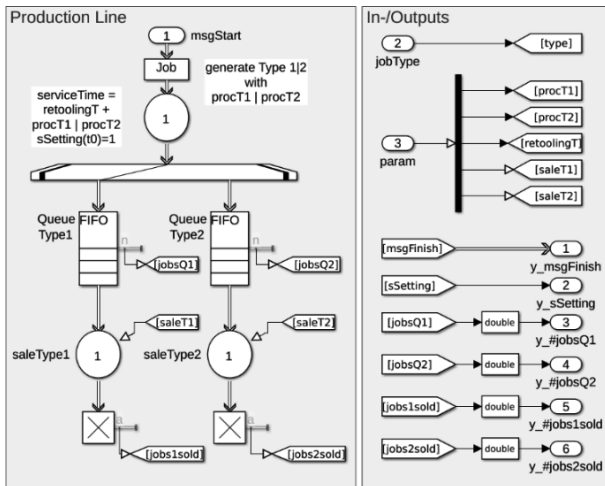 Production Line
1
msgStart
Job
generate Type 1|2
with
procT1 | procT2
serviceTime =
retoolingT +
procT1 | procT2
sSetting(t0)=1
1
Queue
Type1
FIFO
n
[jobsQ1]
Queue
Type2
FIFO
n
[jobsQ2]
[saleT1]
saleType1
1
[saleT2]
saleType2
1
a
[jobs1sold]
a
[jobs2sold]
In-/Outputs
2
jobType
[type]
3
param
[procT1]
[procT2]
[retoolingT]
[saleT1]
[saleT2]
[msgFinish]
1
y_msgFinish
[sSetting]
2
y_sSetting
[jobsQ1]
double
3
y_#jobsQ1
[jobsQ2]
double
4
y_#jobsQ2
[jobs1sold]
double
5
y_#jobs1sold
[jobs2sold]
double
6
y_#jobs2sold